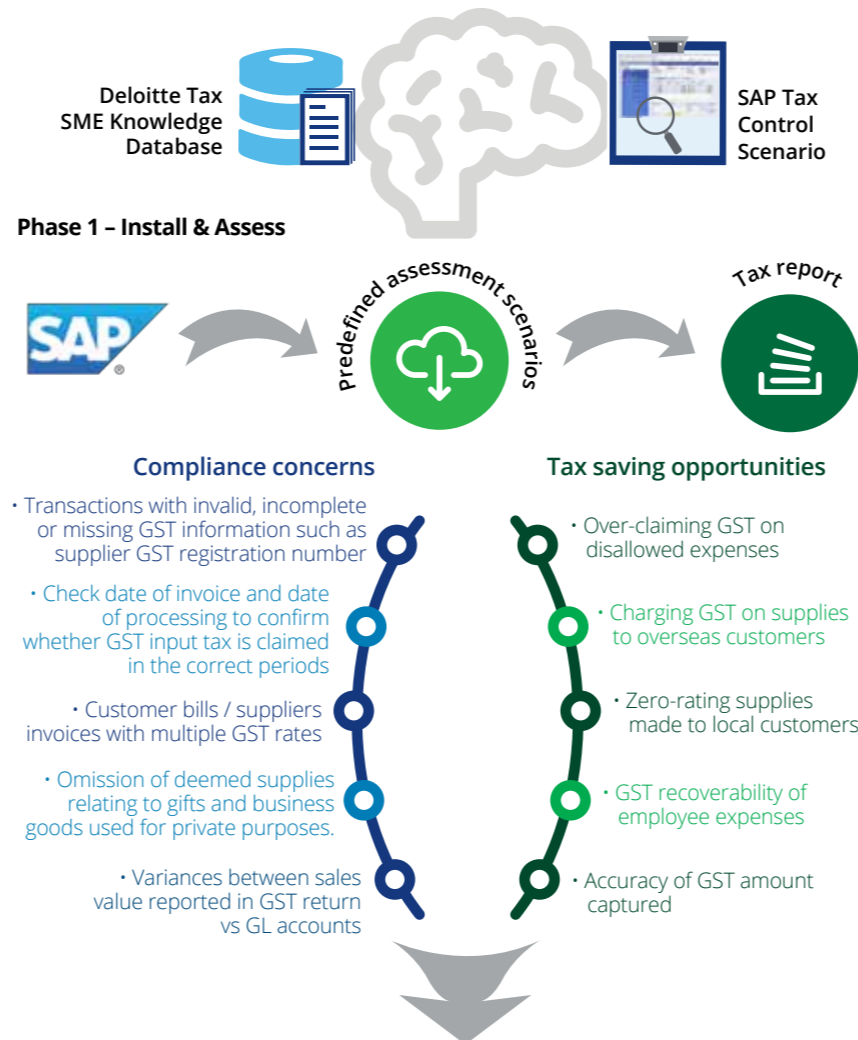 Deloitte Tax
SME Knowledge
Database
SAP Tax
Control
Scenario
Phase 1 – Install & Assess
SAP
®
Predefined assessment scenarios
Tax report
Compliance concerns
• Transactions with invalid, incomplete
or missing GST information such as
supplier GST registration number
• Check date of invoice and date
of processing to confirm
whether GST input tax is claimed
in the correct periods
• Customer bills / suppliers
invoices with multiple GST rates
• Omission of deemed supplies
relating to gifts and business
goods used for private purposes.
• Variances between sales
value reported in GST return
vs GL accounts
Tax saving opportunities
• Over-claiming GST on
disallowed expenses
• Charging GST on supplies
to overseas customers
• Zero-rating supplies
made to local customers
• GST recoverability of
employee expenses
• Accuracy of GST amount
captured